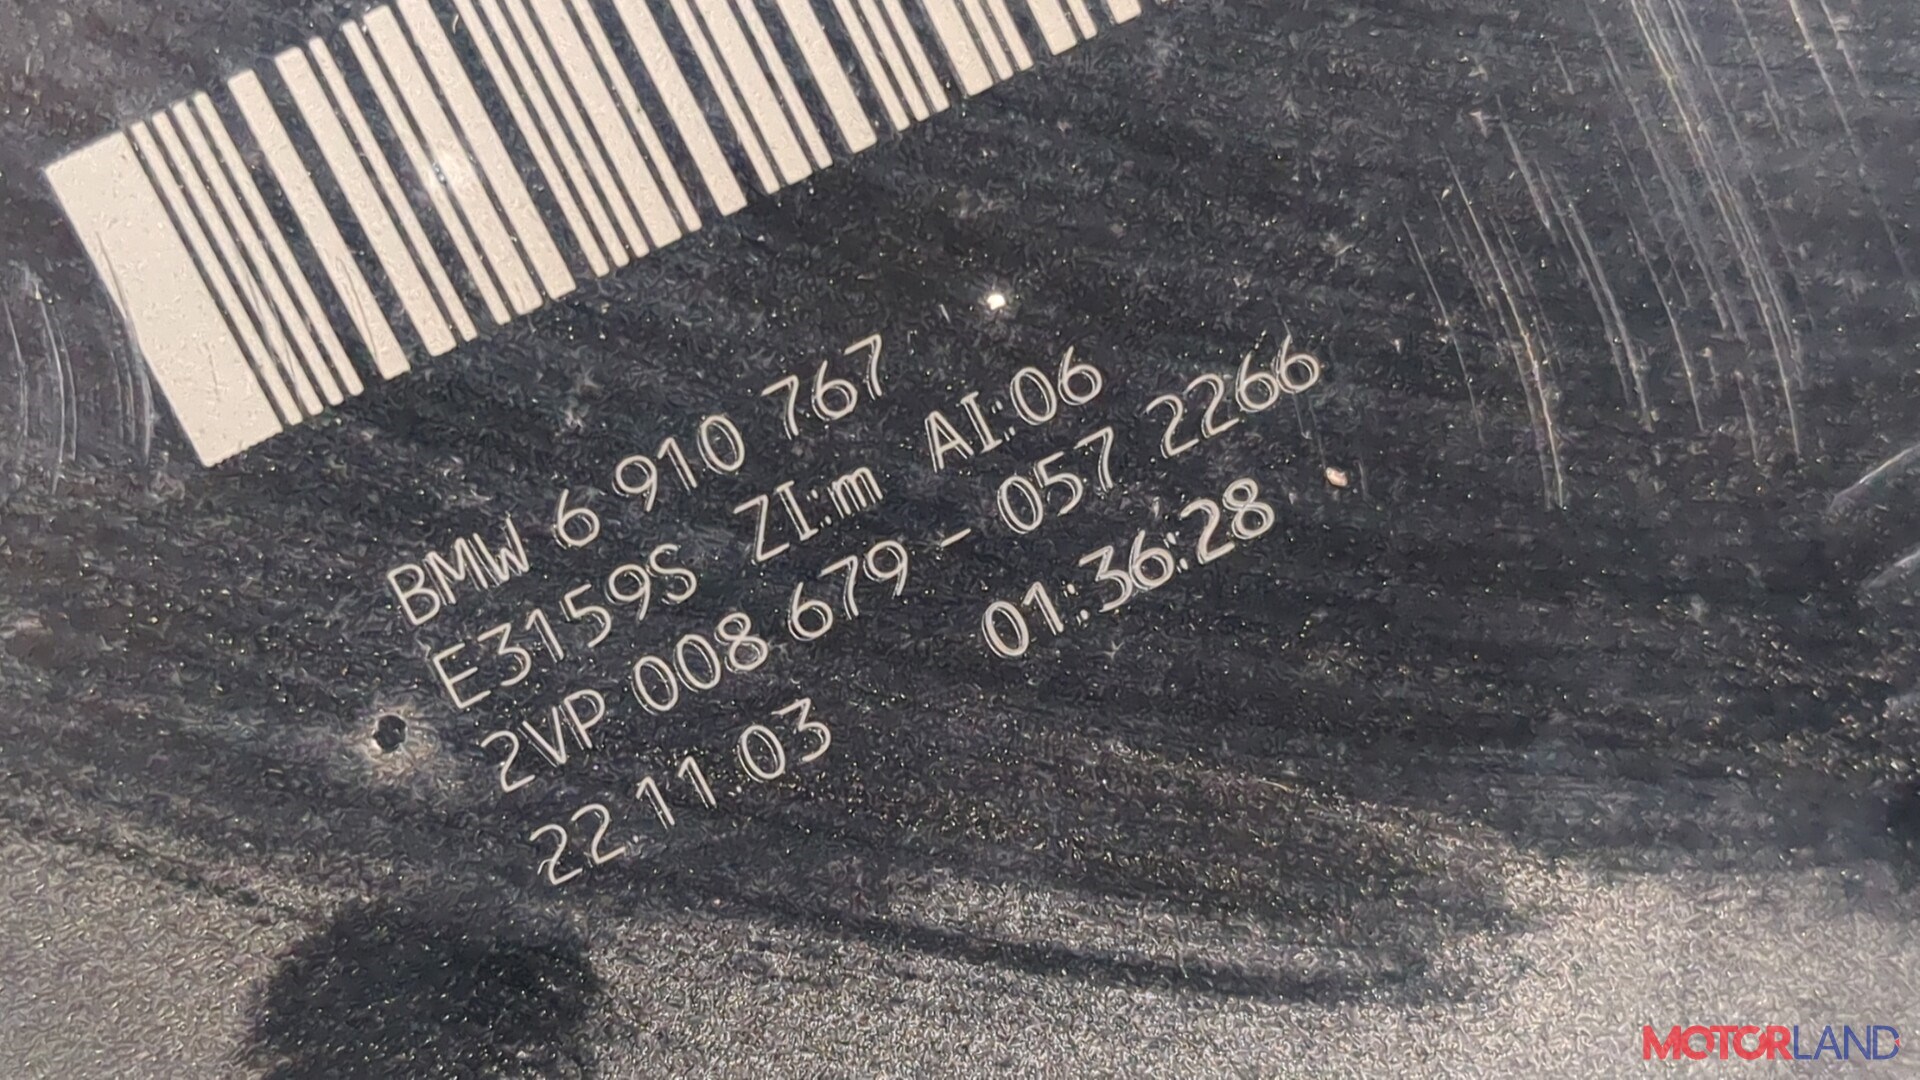 BMW 6 910 767
E3159S ZI:m AI:06
2VP 008 679 - 057 2266
22.11.03 01:36:28
MOTORLAND